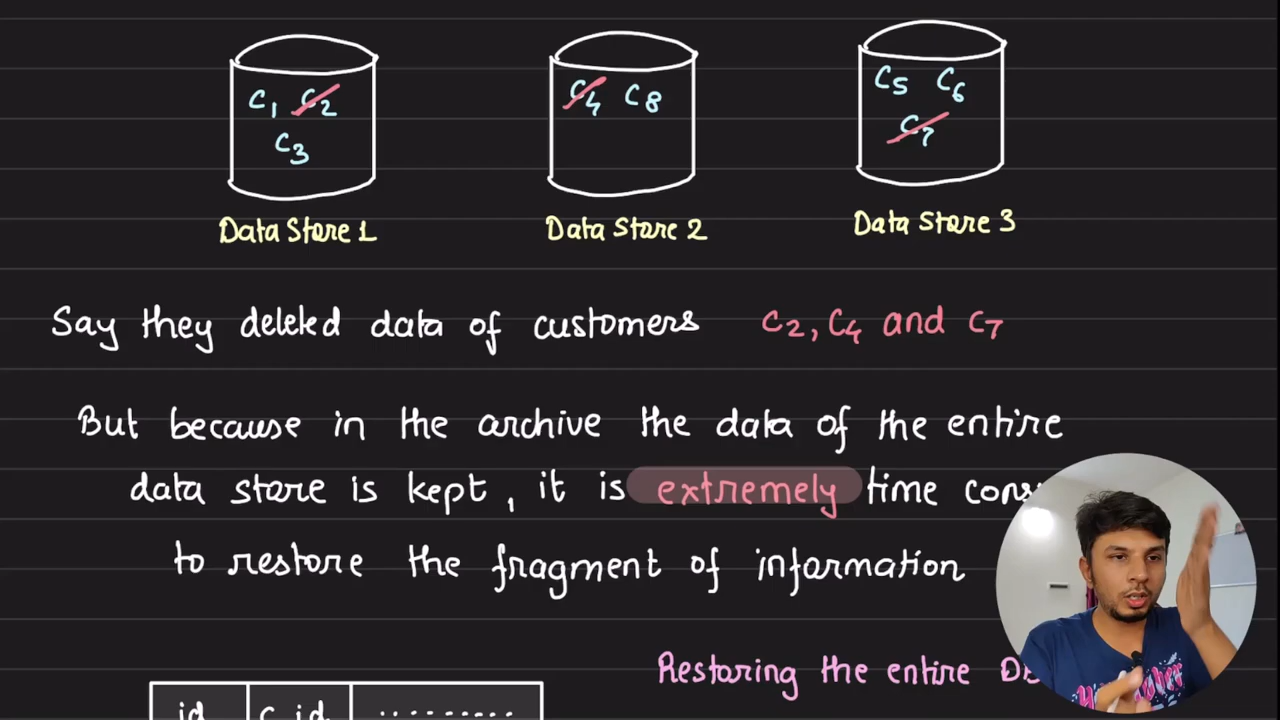 C1 C2
C3
C4 C8
C5 C6
C7
Data Store 1
Data Store 2
Data Store 3
Say they deleted data of customers C2, C4 and C7
But because in the archive the data of the entire
data store is kept, it is extremely time
to restore the fragment of information
Restoring the entire
id c_id .........